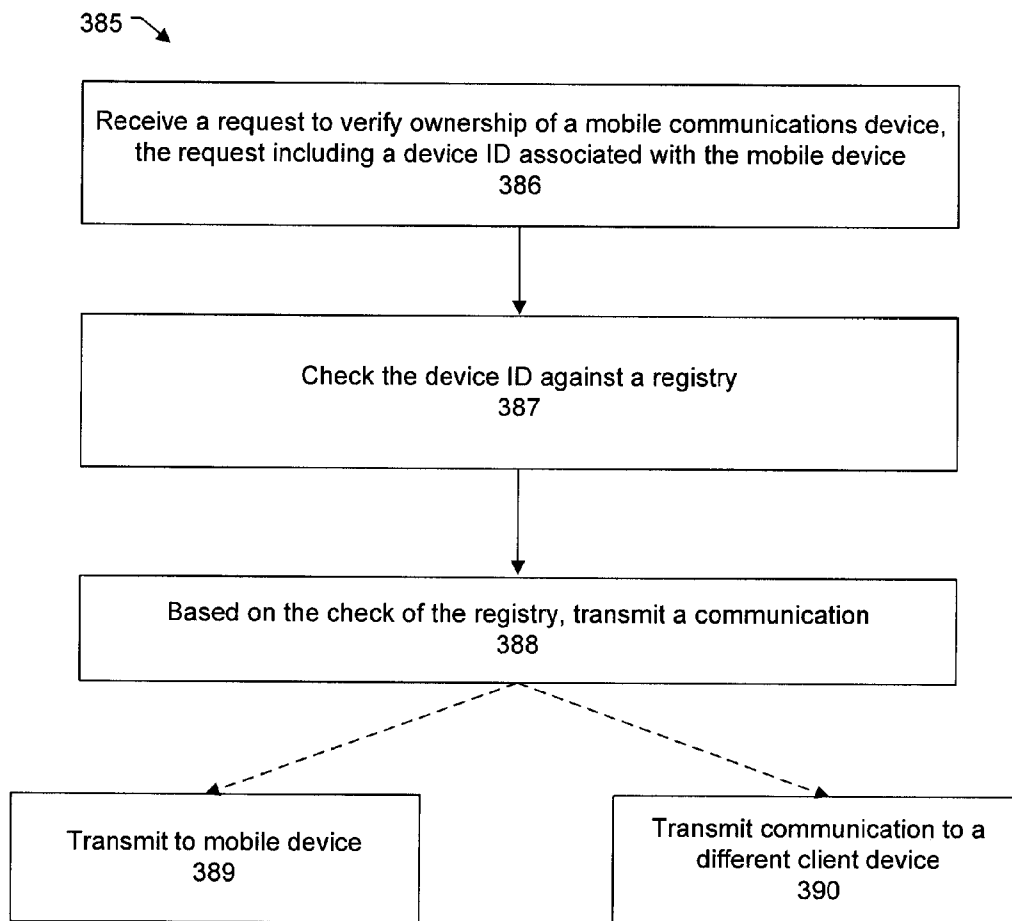 385
Receive a request to verify ownership of a mobile communications device,
the request including a device ID associated with the mobile device
386
Check the device ID against a registry
387
Based on the check of the registry, transmit a communication
388
Transmit to mobile device
389
Transmit communication to a
different client device
390